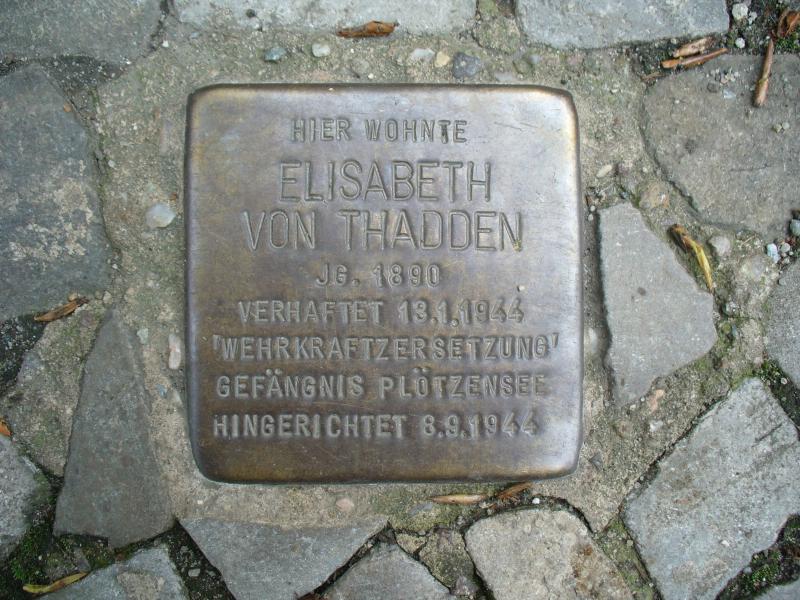 HIER WOHNTE
ELISABETH
VON THADDEN
JG. 1890
VERHAFTET 13.1.1944
'WEHRKRAFTZERSETZUNG'
GEFÄNGNIS PLÖTZENSEE
HINGERICHTET 8.9.1944